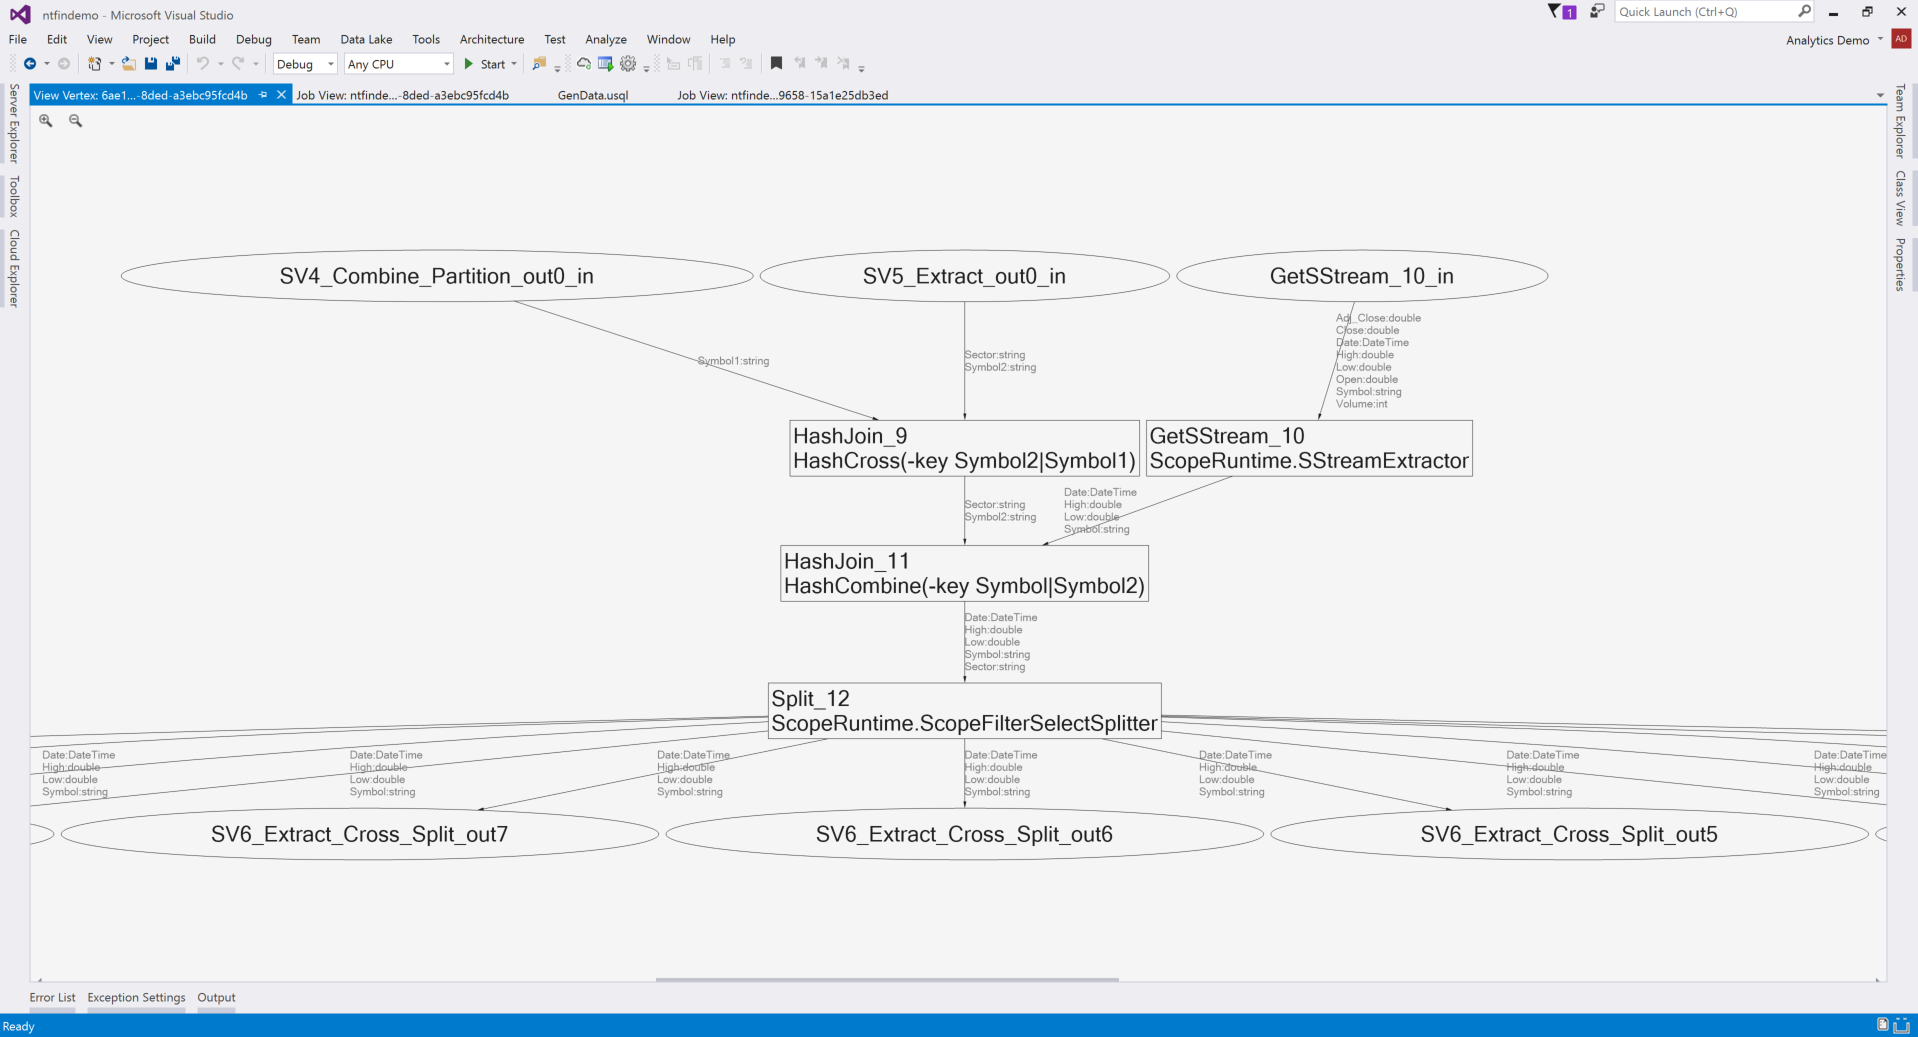 ntfindemo - Microsoft Visual Studio
1
Quick Launch (Ctrl+Q)
File Edit View Project Build Debug Team Data Lake Tools Architecture Test Analyze Window Help
Analytics Demo
AD
Debug Any CPU Start
View Vertex: 6ae1...-8ded-a3ebc95fcd4b Job View: ntfinde...-8ded-a3ebc95fcd4b GenData.usql Job View: ntfinde...9658-15a1e25db3ed
Server Explorer
Toolbox
Cloud Explorer
Team Explorer
Class View
Properties
SV4_Combine_Partition_out0_in
SV5_Extract_out0_in
GetSStream_10_in
Symbol1:string
Sector:string
Symbol2:string
Adj_Close:double
Close:double
Date:DateTime
High:double
Low:double
Open:double
Symbol:string
Volume:int
HashJoin_9
HashCross(-key Symbol2|Symbol1)
GetSStream_10
ScopeRuntime.SStreamExtractor
Sector:string
Symbol2:string
Date:DateTime
High:double
Low:double
Symbol:string
HashJoin_11
HashCombine(-key Symbol|Symbol2)
Date:DateTime
High:double
Low:double
Symbol:string
Sector:string
Split_12
ScopeRuntime.ScopeFilterSelectSplitter
Date:DateTime
High:double
Low:double
Symbol:string
Date:DateTime
High:double
Low:double
Symbol:string
Date:DateTime
High:double
Low:double
Symbol:string
Date:DateTime
High:double
Low:double
Symbol:string
Date:DateTime
High:double
Low:double
Symbol:string
Date:DateTime
High:double
Low:double
Symbol:string
Date:DateTime
High:double
Low:double
Symbol:string
SV6_Extract_Cross_Split_out7
SV6_Extract_Cross_Split_out6
SV6_Extract_Cross_Split_out5
Error List Exception Settings Output
Ready